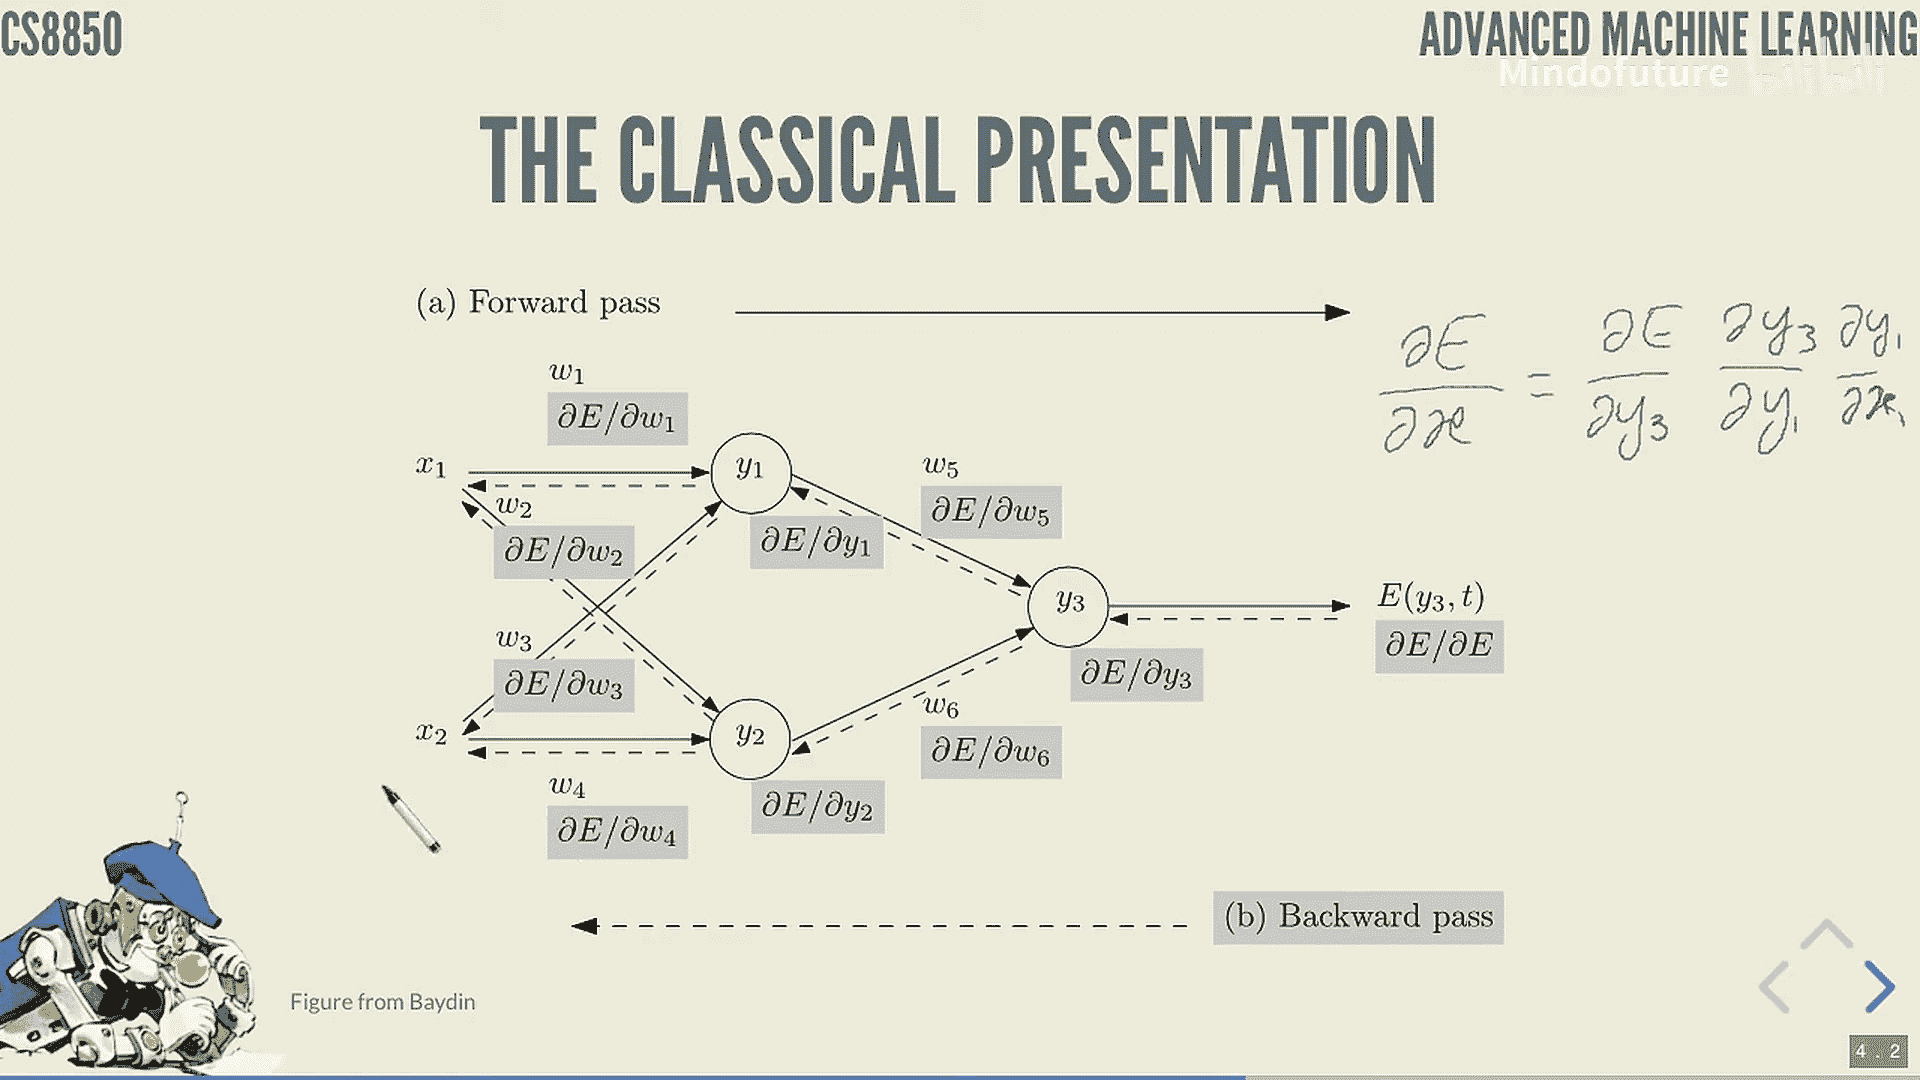 CS8850
ADVANCED MACHINE LEARNING
Mindofuture bilibili
THE CLASSICAL PRESENTATION
(a) Forward pass
∂E/∂x = ∂E/∂y₃ ∂y₃/∂y₁ ∂y₁/∂x₁
w₁
∂E/∂w₁
x₁
y₁
w₅
w₂
∂E/∂w₅
∂E/∂w₂
∂E/∂y₁
y₃
E(y₃, t)
w₃
∂E/∂E
∂E/∂w₃
∂E/∂y₃
x₂
y₂
w₆
∂E/∂w₆
w₄
∂E/∂y₂
∂E/∂w₄
(b) Backward pass
Figure from Baydin
4 . 2